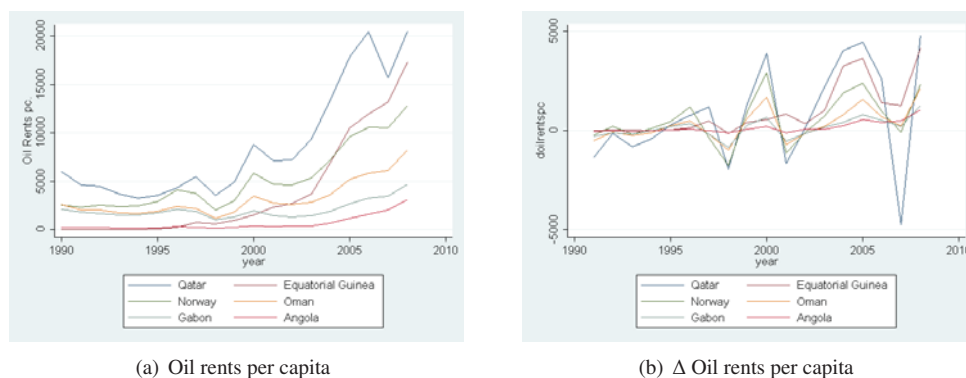 Oil Rents pc.
20000
15000
10000
5000
0
1990
1995
2000
2005
2010
year
Qatar
Equatorial Guinea
Norway
Oman
Gabon
Angola
(a) Oil rents per capita
doilrentspc
5000
0
-5000
1990
1995
2000
2005
2010
year
Qatar
Equatorial Guinea
Norway
Oman
Gabon
Angola
(b) Δ Oil rents per capita